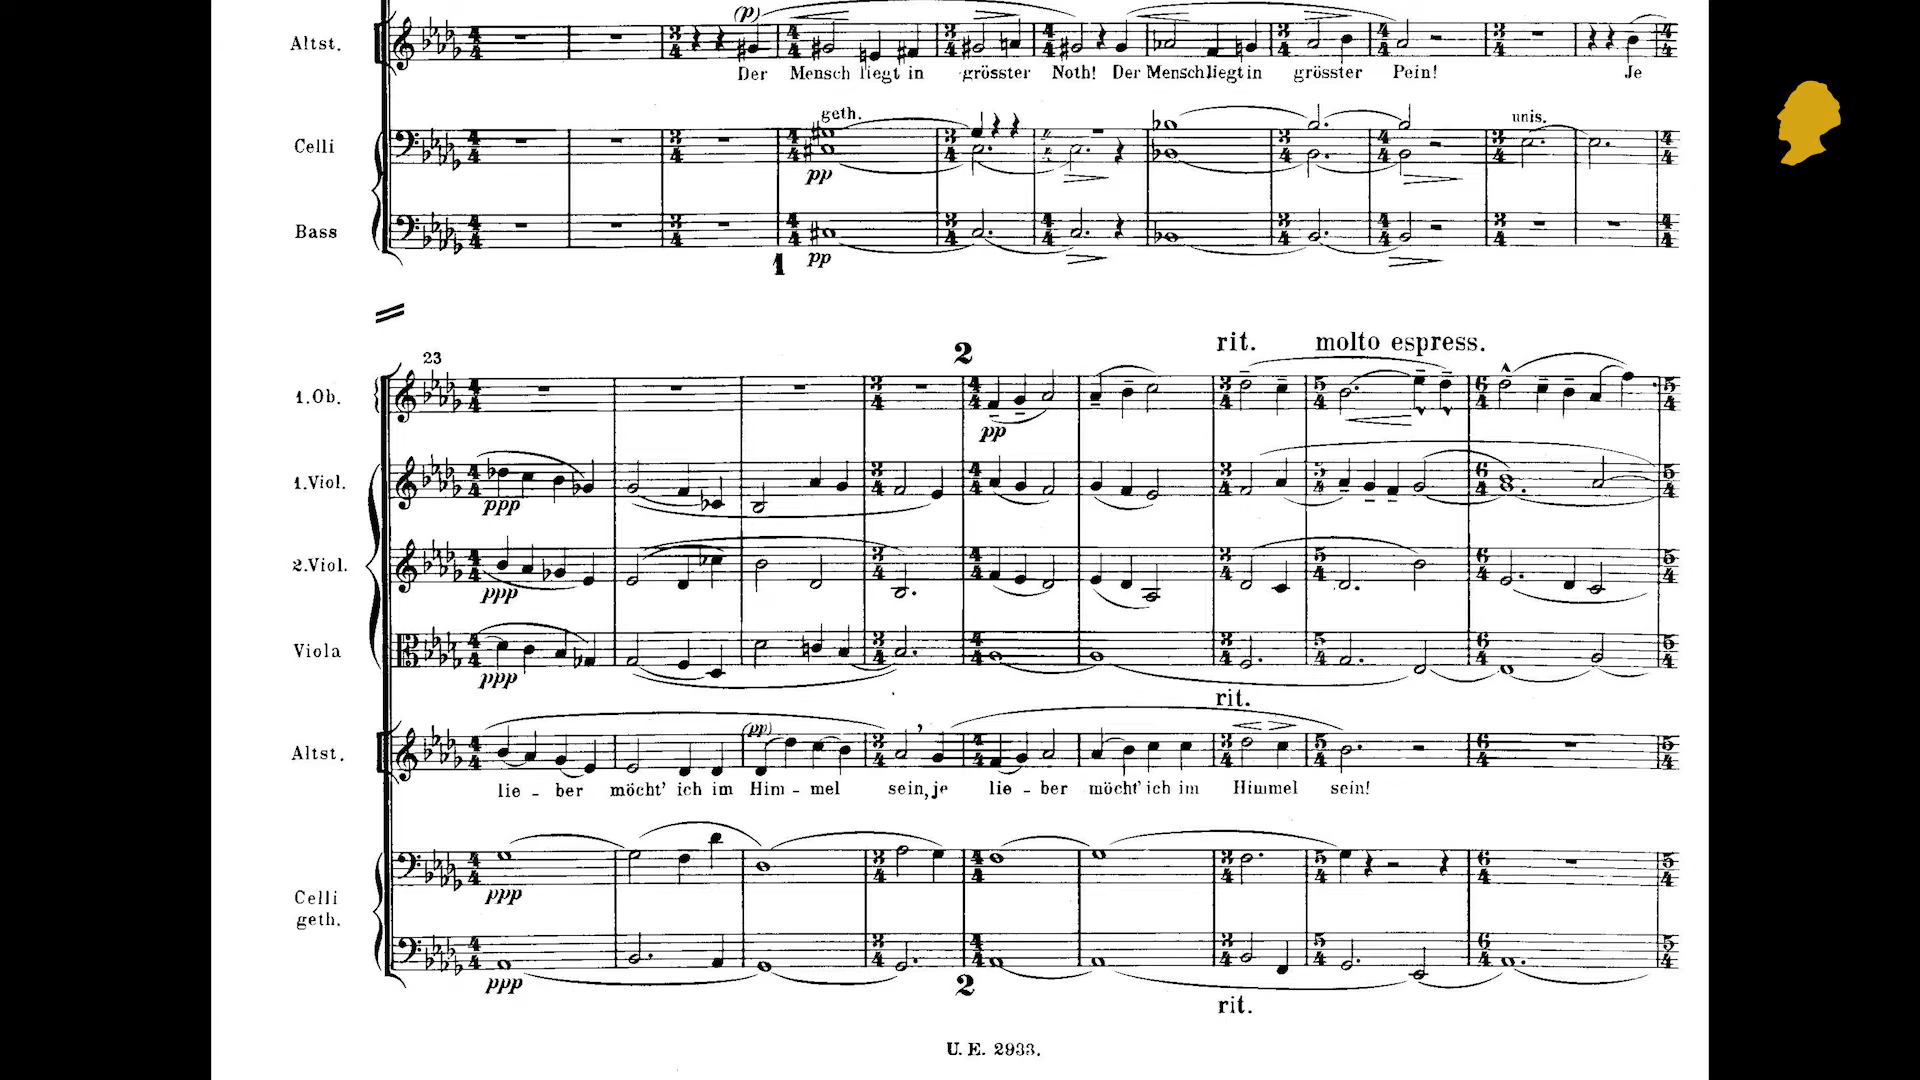 (p)
Altst.
Der Mensch liegt in grösster Noth! Der Mensch liegt in grösster Pein! Je
geth.
unis.
Celli
pp
Bass
1
pp
23
2
rit. molto espress.
1. Ob.
pp
1. Viol.
ppp
2. Viol.
ppp
Viola
ppp
rit.
(pp)
Altst.
lie - ber möcht' ich im Him - mel sein, je lie - ber möcht' ich im Himmel sein!
Celli
geth.
ppp
ppp
2
rit.
U. E. 2933.